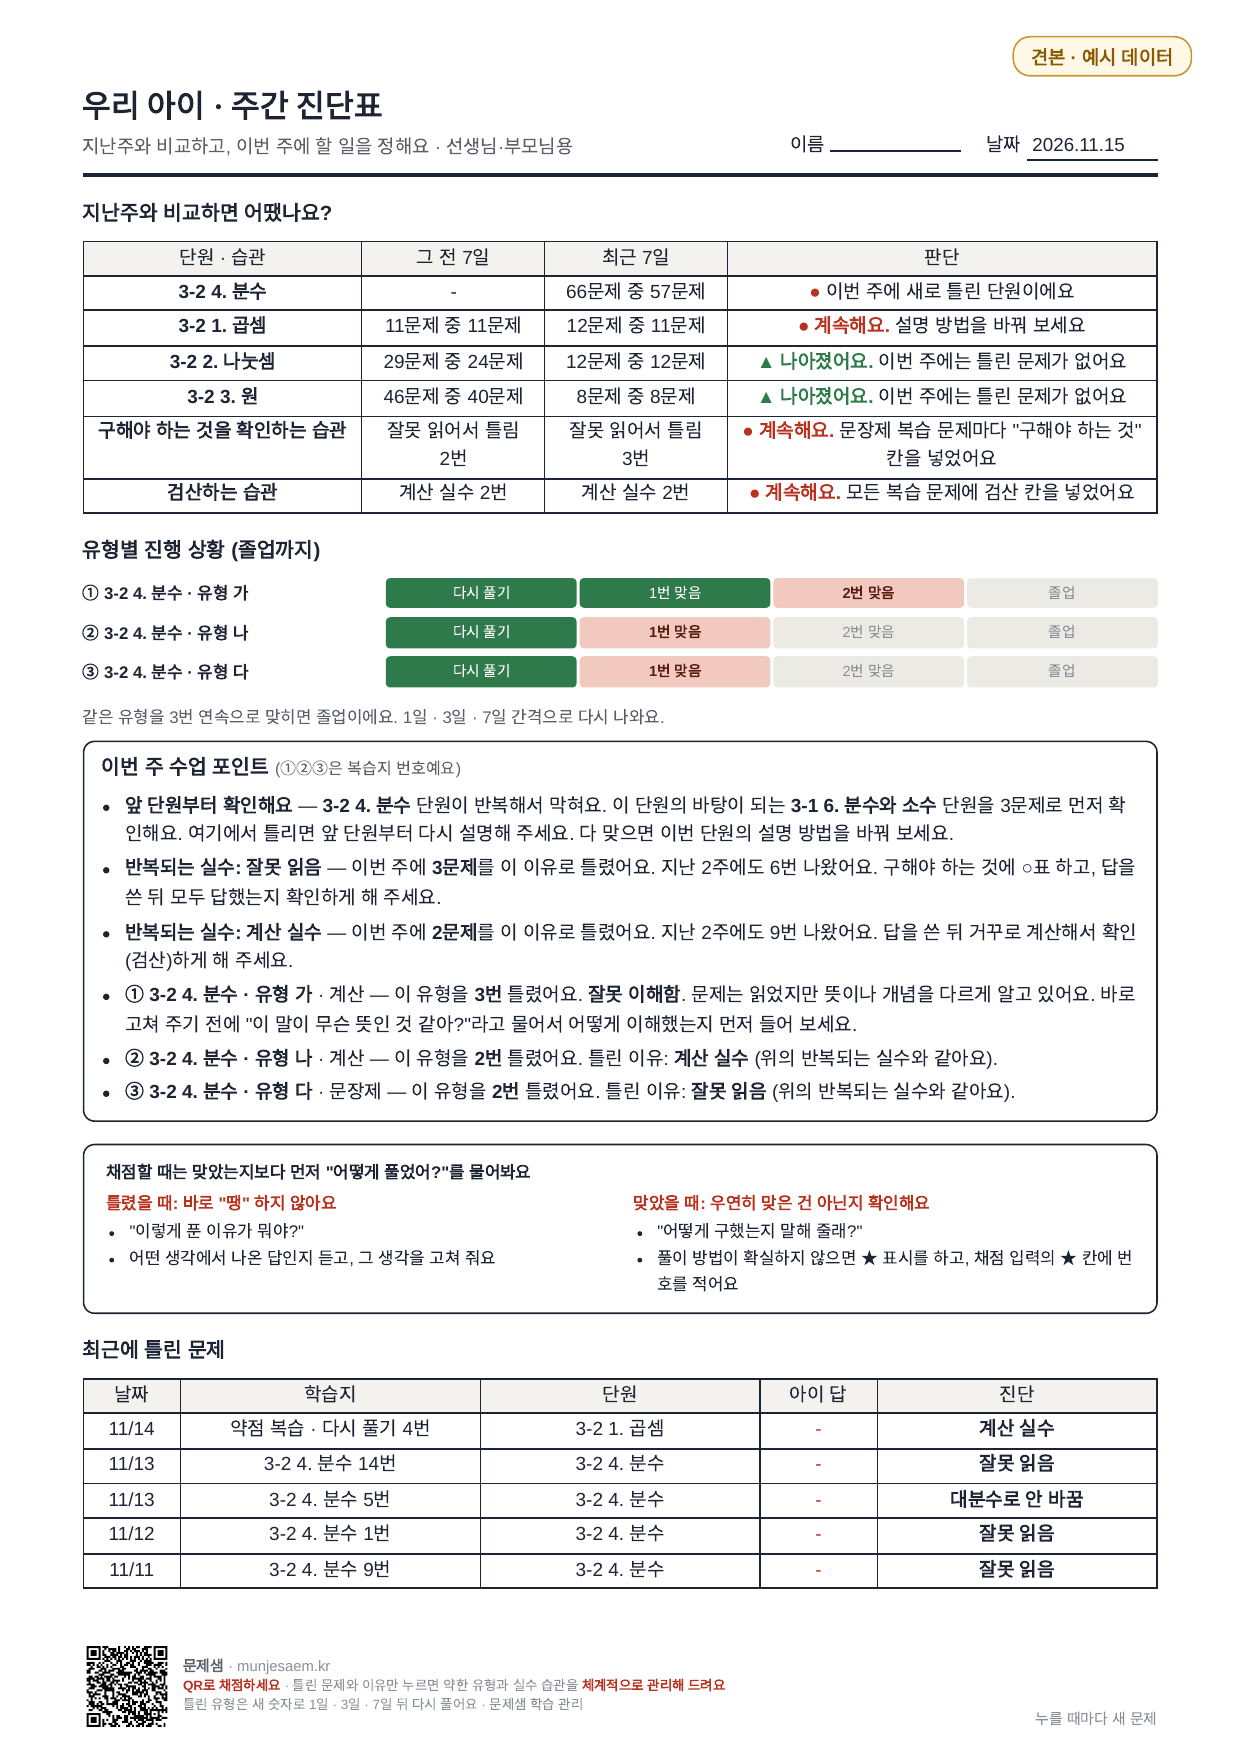 견본 · 예시 데이터
우리 아이 · 주간 진단표
지난주와 비교하고, 이번 주에 할 일을 정해요 · 선생님·부모님용
이름 날짜 2026.11.15
지난주와 비교하면 어땠나요?
단원 · 습관 그 전 7일 최근 7일 판단
3-2 4. 분수 - 66문제 중 57문제 ● 이번 주에 새로 틀린 단원이에요
3-2 1. 곱셈 11문제 중 11문제 12문제 중 11문제 ● 계속해요. 설명 방법을 바꿔 보세요
3-2 2. 나눗셈 29문제 중 24문제 12문제 중 12문제 ▲ 나아졌어요. 이번 주에는 틀린 문제가 없어요
3-2 3. 원 46문제 중 40문제 8문제 중 8문제 ▲ 나아졌어요. 이번 주에는 틀린 문제가 없어요
구해야 하는 것을 확인하는 습관 잘못 읽어서 틀림 잘못 읽어서 틀림 ● 계속해요. 문장제 복습 문제마다 "구해야 하는 것"
2번 3번 칸을 넣었어요
검산하는 습관 계산 실수 2번 계산 실수 2번 ● 계속해요. 모든 복습 문제에 검산 칸을 넣었어요
유형별 진행 상황 (졸업까지)
① 3-2 4. 분수 · 유형 가 다시 풀기 1번 맞음 2번 맞음 졸업
② 3-2 4. 분수 · 유형 나 다시 풀기 1번 맞음 2번 맞음 졸업
③ 3-2 4. 분수 · 유형 다 다시 풀기 1번 맞음 2번 맞음 졸업
같은 유형을 3번 연속으로 맞히면 졸업이에요. 1일 · 3일 · 7일 간격으로 다시 나와요.
이번 주 수업 포인트 (①②③은 복습지 번호예요)
• 앞 단원부터 확인해요 — 3-2 4. 분수 단원이 반복해서 막혀요. 이 단원의 바탕이 되는 3-1 6. 분수와 소수 단원을 3문제로 먼저 확
인해요. 여기에서 틀리면 앞 단원부터 다시 설명해 주세요. 다 맞으면 이번 단원의 설명 방법을 바꿔 보세요.
• 반복되는 실수: 잘못 읽음 — 이번 주에 3문제를 이 이유로 틀렸어요. 지난 2주에도 6번 나왔어요. 구해야 하는 것에 ○표 하고, 답을
쓴 뒤 모두 답했는지 확인하게 해 주세요.
• 반복되는 실수: 계산 실수 — 이번 주에 2문제를 이 이유로 틀렸어요. 지난 2주에도 9번 나왔어요. 답을 쓴 뒤 거꾸로 계산해서 확인
(검산)하게 해 주세요.
• ① 3-2 4. 분수 · 유형 가 · 계산 — 이 유형을 3번 틀렸어요. 잘못 이해함. 문제는 읽었지만 뜻이나 개념을 다르게 알고 있어요. 바로
고쳐 주기 전에 "이 말이 무슨 뜻인 것 같아?"라고 물어서 어떻게 이해했는지 먼저 들어 보세요.
• ② 3-2 4. 분수 · 유형 나 · 계산 — 이 유형을 2번 틀렸어요. 틀린 이유: 계산 실수 (위의 반복되는 실수와 같아요).
• ③ 3-2 4. 분수 · 유형 다 · 문장제 — 이 유형을 2번 틀렸어요. 틀린 이유: 잘못 읽음 (위의 반복되는 실수와 같아요).
채점할 때는 맞았는지보다 먼저 "어떻게 풀었어?"를 물어봐요
틀렸을 때: 바로 "땡" 하지 않아요
• "이렇게 푼 이유가 뭐야?"
• 어떤 생각에서 나온 답인지 듣고, 그 생각을 고쳐 줘요
맞았을 때: 우연히 맞은 건 아닌지 확인해요
• "어떻게 구했는지 말해 줄래?"
• 풀이 방법이 확실하지 않으면 ★ 표시를 하고, 채점 입력의 ★ 칸에 번
호를 적어요
최근에 틀린 문제
날짜 학습지 단원 아이 답 진단
11/14 약점 복습 · 다시 풀기 4번 3-2 1. 곱셈 - 계산 실수
11/13 3-2 4. 분수 14번 3-2 4. 분수 - 잘못 읽음
11/13 3-2 4. 분수 5번 3-2 4. 분수 - 대분수로 안 바꿈
11/12 3-2 4. 분수 1번 3-2 4. 분수 - 잘못 읽음
11/11 3-2 4. 분수 9번 3-2 4. 분수 - 잘못 읽음
문제샘 · munjesaem.kr
QR로 채점하세요 · 틀린 문제와 이유만 누르면 약한 유형과 실수 습관을 체계적으로 관리해 드려요
틀린 유형은 새 숫자로 1일 · 3일 · 7일 뒤 다시 풀어요 · 문제샘 학습 관리
누를 때마다 새 문제